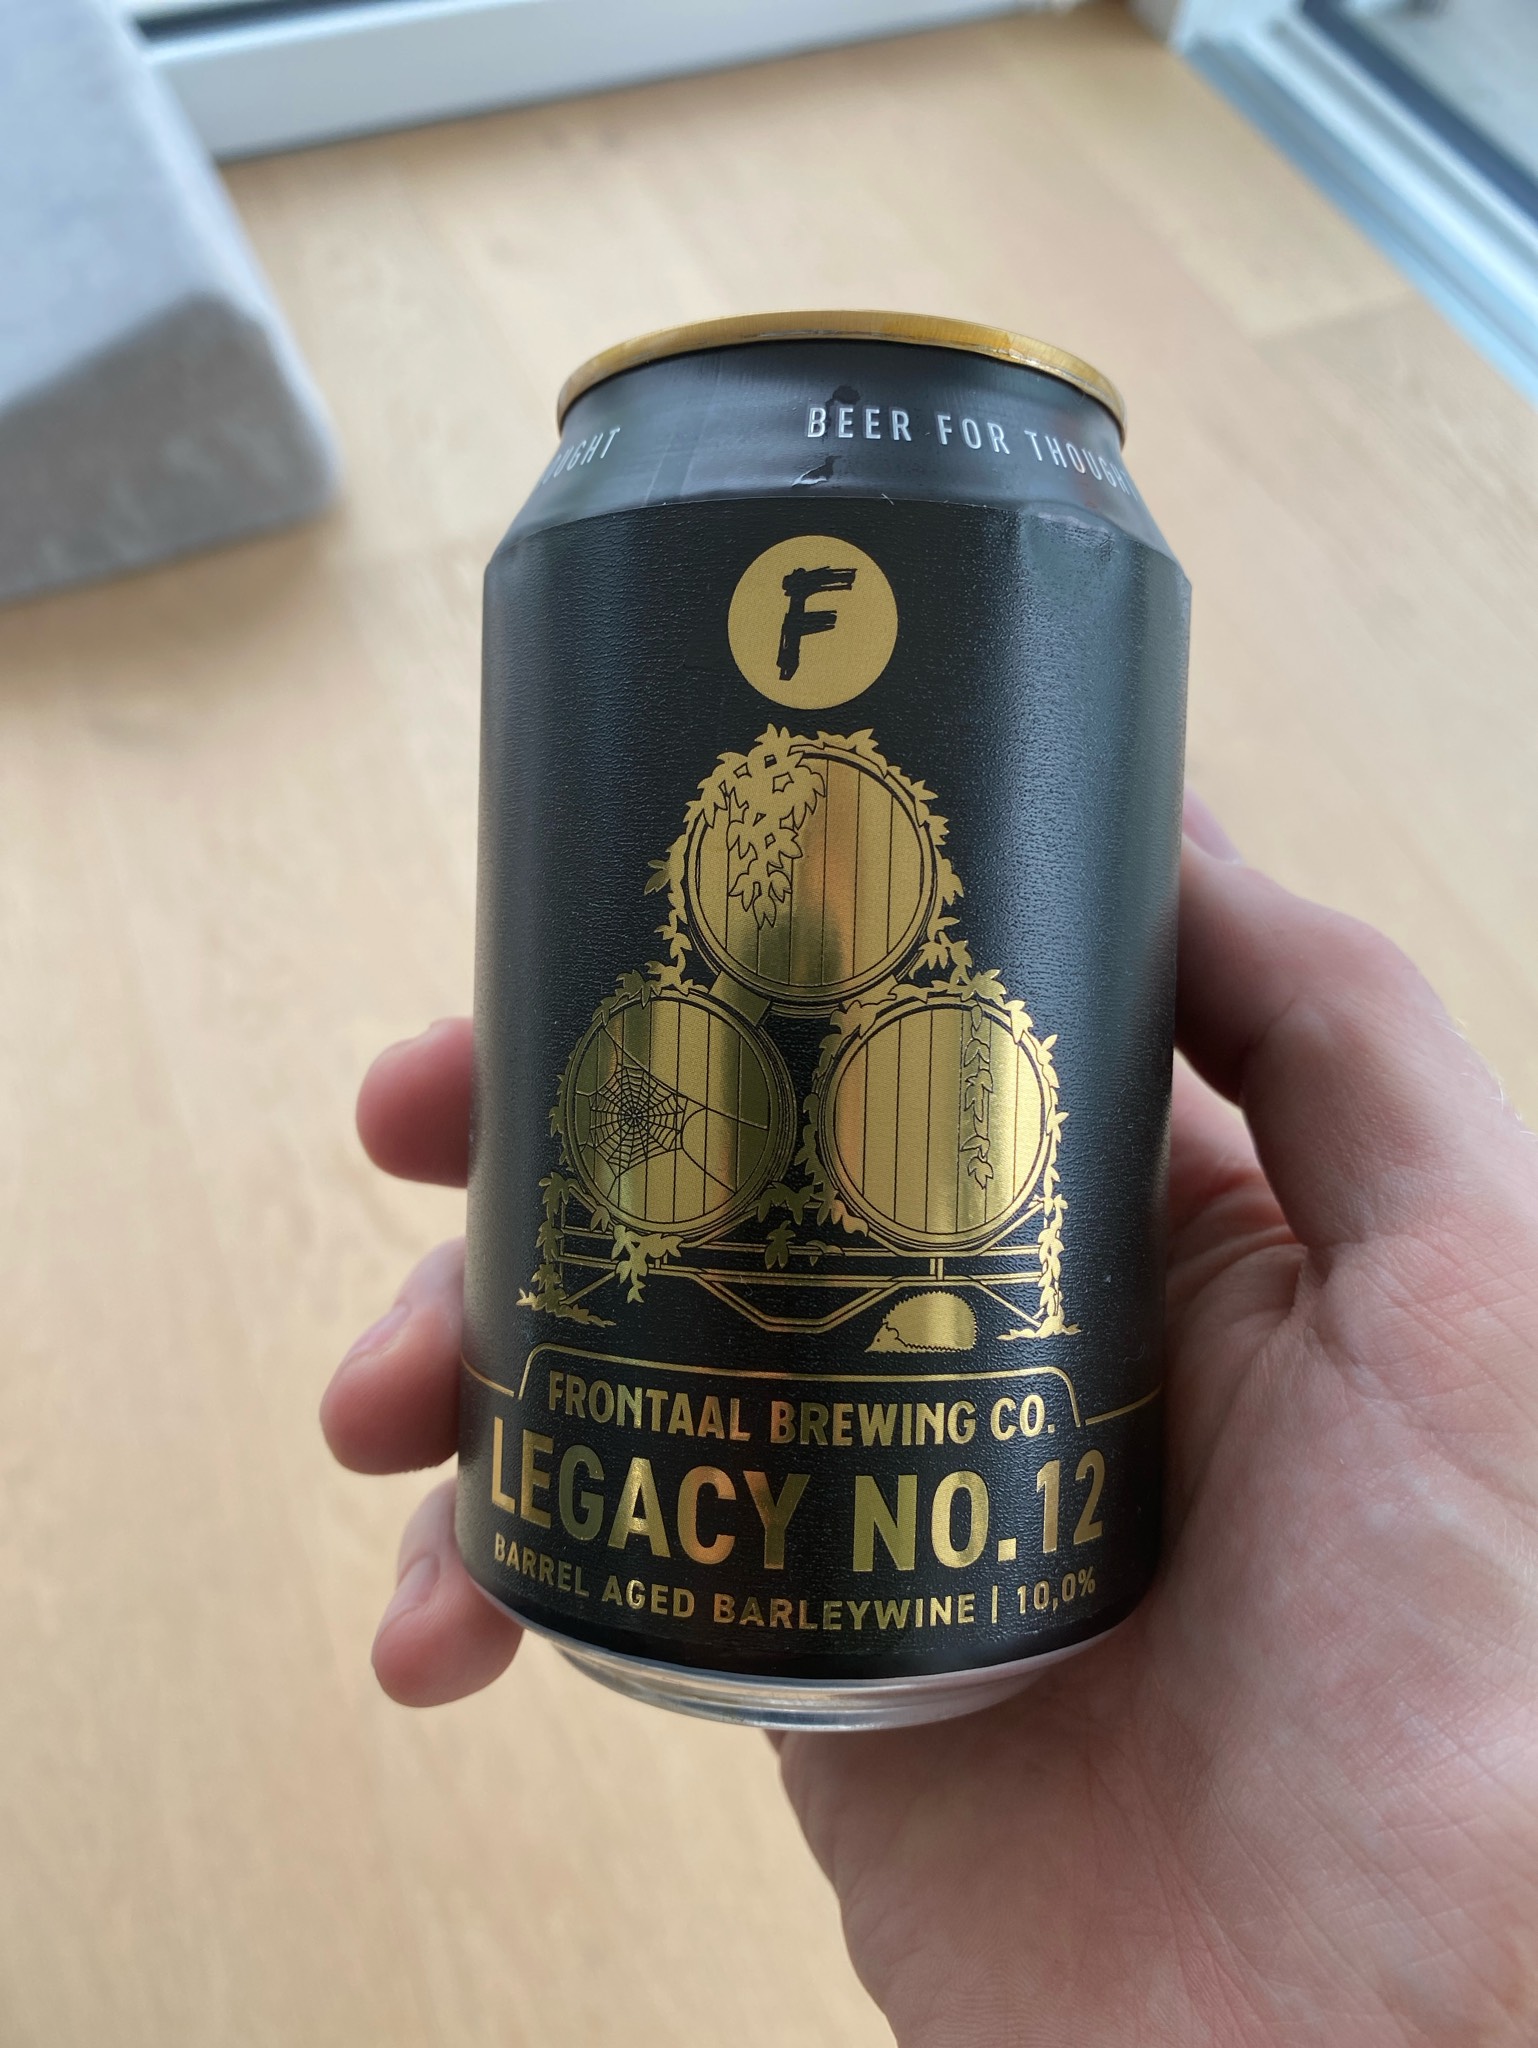 BEER FOR THOUGHT
F
FRONTAAL BREWING CO.
LEGACY NO.12
BARREL AGED BARLEYWINE | 10,0%